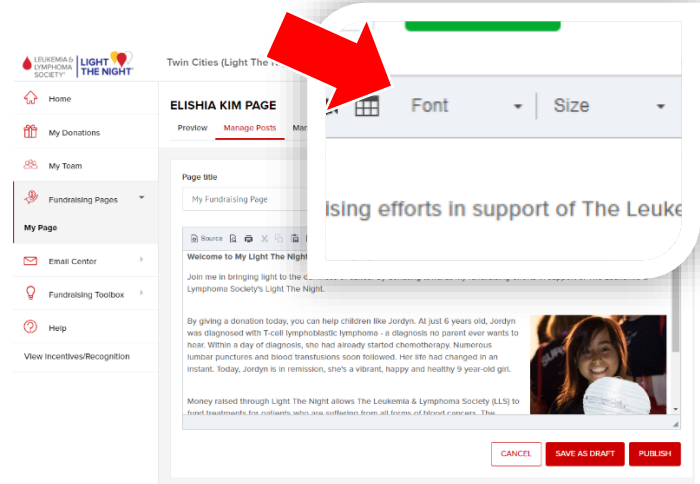 LEUKEMIA & LYMPHOMA SOCIETY®
LIGHT THE NIGHT
Twin Cities (Light The
Home
My Donations
My Team
Fundraising Pages
My Page
Email Center
Fundraising Toolbox
Help
View Incentives/Recognition
ELISHIA KIM PAGE
Preview Manage Posts
Page title
My Fundraising Page
Source
Font Size
ising efforts in support of The Leuke
Welcome to My Light The Night
Join me in bringing light to the
Lymphoma Society's Light The Night.
By giving a donation today, you can help children like Jordyn. At just 6 years old, Jordyn
was diagnosed with T-cell lymphoblastic lymphoma - a diagnosis no parent ever wants to
hear. Within a day of diagnosis, she had already started chemotherapy. Numerous
lumbar punctures and blood transfusions soon followed. Her life had changed in an
instant. Today, Jordyn is in remission, she's a vibrant, happy and healthy 9 year-old girl.
Money raised through Light The Night allows The Leukemia & Lymphoma Society (LLS) to
fund treatments for patients who are suffering from all forms of blood cancers. The
CANCEL SAVE AS DRAFT PUBLISH